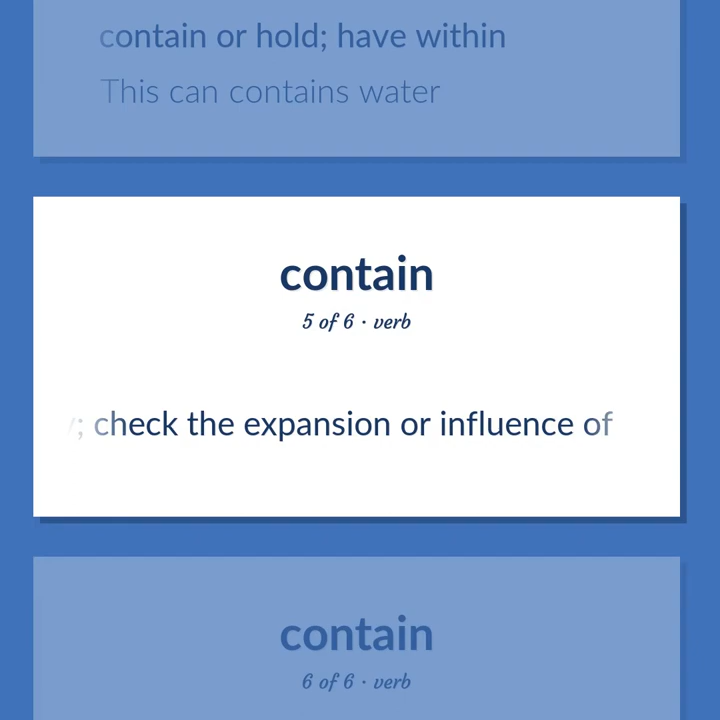 contain or hold; have within
This can contains water
contain
5 of 6 · verb
; check the expansion or influence of
contain
6 of 6 · verb